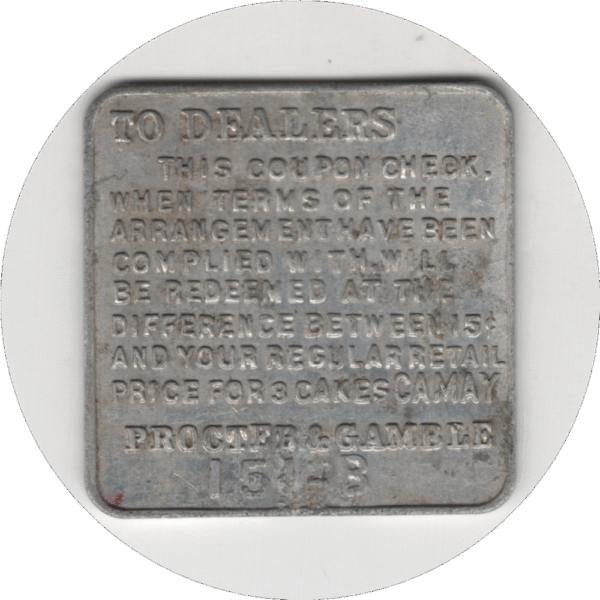 TO DEALERS
THIS COUPON CHECK,
WHEN TERMS OF THE
ARRANGEMENT HAVE BEEN
COMPLIED WITH, WILL
BE REDEEMED AT THE
DIFFERENCE BETWEEN 15¢
AND YOUR REGULAR RETAIL
PRICE FOR 3 CAKES CAMAY
PROCTER & GAMBLE